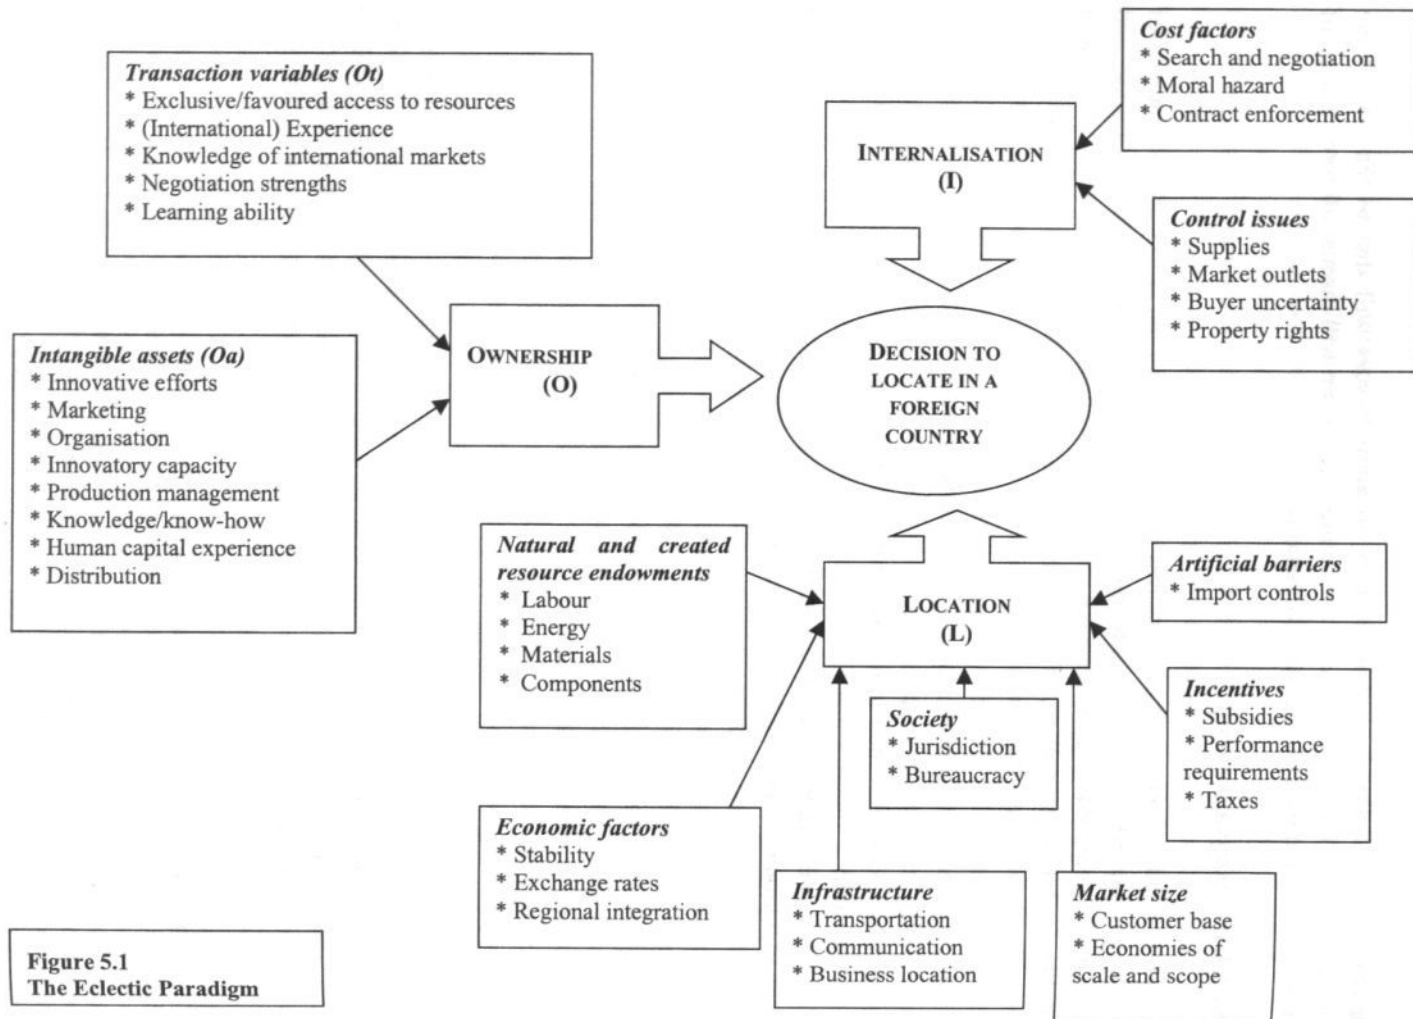 Transaction variables (Ot)
* Exclusive/favoured access to resources
* (International) Experience
* Knowledge of international markets
* Negotiation strengths
* Learning ability
Cost factors
* Search and negotiation
* Moral hazard
* Contract enforcement
INTERNALISATION
(I)
Control issues
* Supplies
* Market outlets
* Buyer uncertainty
* Property rights
Intangible assets (Oa)
* Innovative efforts
* Marketing
* Organisation
* Innovatory capacity
* Production management
* Knowledge/know-how
* Human capital experience
* Distribution
OWNERSHIP
(O)
DECISION TO
LOCATE IN A
FOREIGN
COUNTRY
Natural and created
resource endowments
* Labour
* Energy
* Materials
* Components
LOCATION
(L)
Artificial barriers
* Import controls
Incentives
* Subsidies
* Performance
requirements
* Taxes
Society
* Jurisdiction
* Bureaucracy
Economic factors
* Stability
* Exchange rates
* Regional integration
Infrastructure
* Transportation
* Communication
* Business location
Market size
* Customer base
* Economies of
scale and scope
Figure 5.1
The Eclectic Paradigm